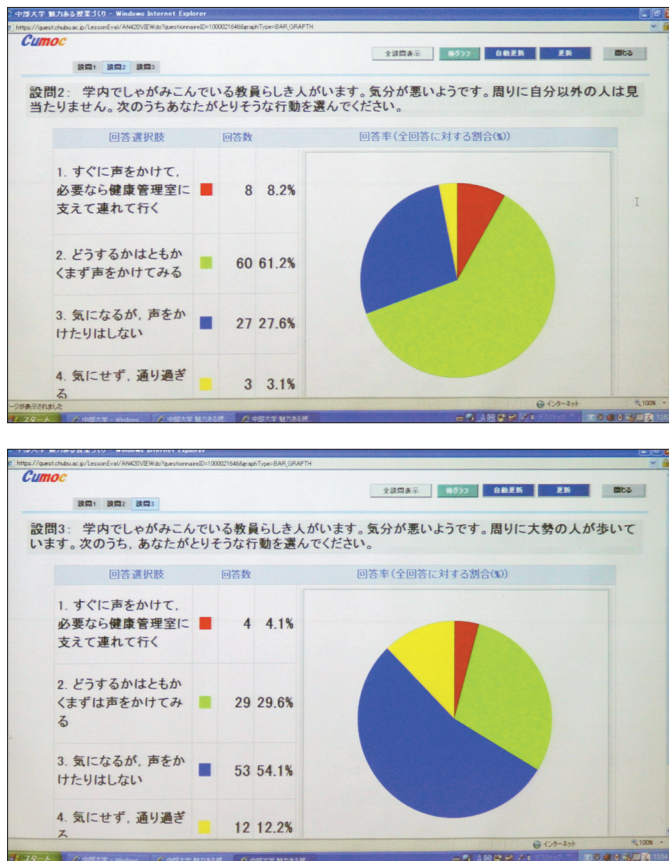 中部大学 魅力ある授業づくり - Windows Internet Explorer
Cumoc
全設問表示 棒グラフ 自動更新 更新 閉じる
設問1 設問2 設問3
設問2: 学内でしゃがみこんでいる教員らしき人がいます。気分が悪いようです。周りに自分以外の人は見
当たりません。次のうちあなたがとりそうな行動を選んでください。
回答選択肢 回答数 回答率(全回答に対する割合(%))
1. すぐに声をかけて,
必要なら健康管理室に
支えて連れて行く
8 8.2%
2. どうするかはともか
くまず声をかけてみる
60 61.2%
3. 気になるが, 声をか
けたりはしない
27 27.6%
4. 気にせず, 通り過ぎ
る
3 3.1%
ージが表示されました
インターネット 100%
スタート
Cumoc
全設問表示 棒グラフ 自動更新 更新 閉じる
設問1 設問2 設問3
設問3: 学内でしゃがみこんでいる教員らしき人がいます。気分が悪いようです。周りに大勢の人が歩いて
います。次のうち, あなたがとりそうな行動を選んでください。
回答選択肢 回答数 回答率(全回答に対する割合(%))
1. すぐに声をかけて,
必要なら健康管理室に
支えて連れて行く
4 4.1%
2. どうするかはともか
くまずは声をかけてみ
る
29 29.6%
3. 気になるが, 声をか
けたりはしない
53 54.1%
4. 気にせず, 通り過ぎ
る
12 12.2%
インターネット 100%
スタート